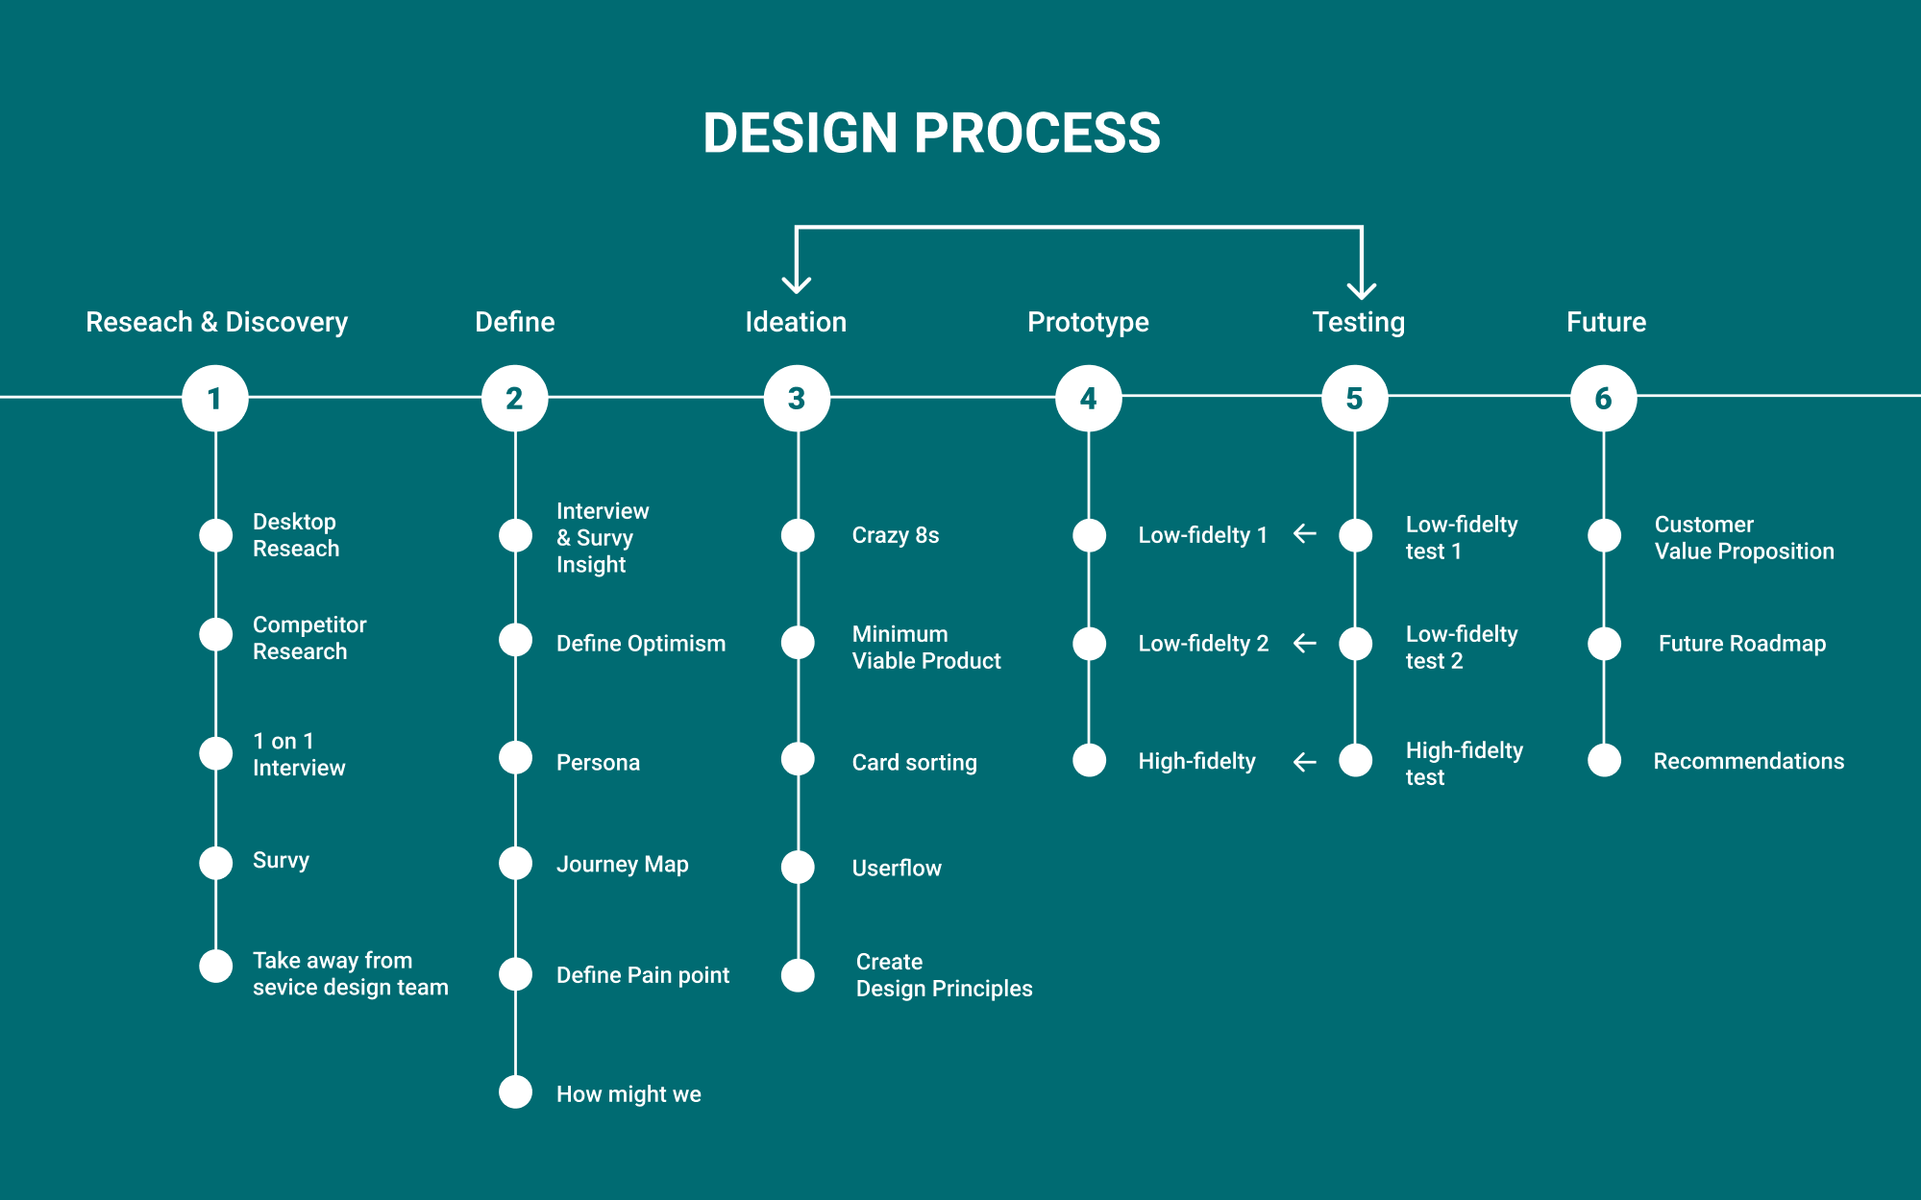 DESIGN PROCESS
Reseach & Discovery
Define
Ideation
Prototype
Testing
Future
1
2
3
4
5
6
Desktop
Reseach
Competitor
Research
1 on 1
Interview
Survy
Take away from
sevice design team
Interview
& Survy
Insight
Define Optimism
Persona
Journey Map
Define Pain point
How might we
Crazy 8s
Minimum
Viable Product
Card sorting
Userflow
Create
Design Principles
Low-fidelty 1
Low-fidelty 2
High-fidelty
Low-fidelty
test 1
Low-fidelty
test 2
High-fidelty
test
Customer
Value Proposition
Future Roadmap
Recommendations